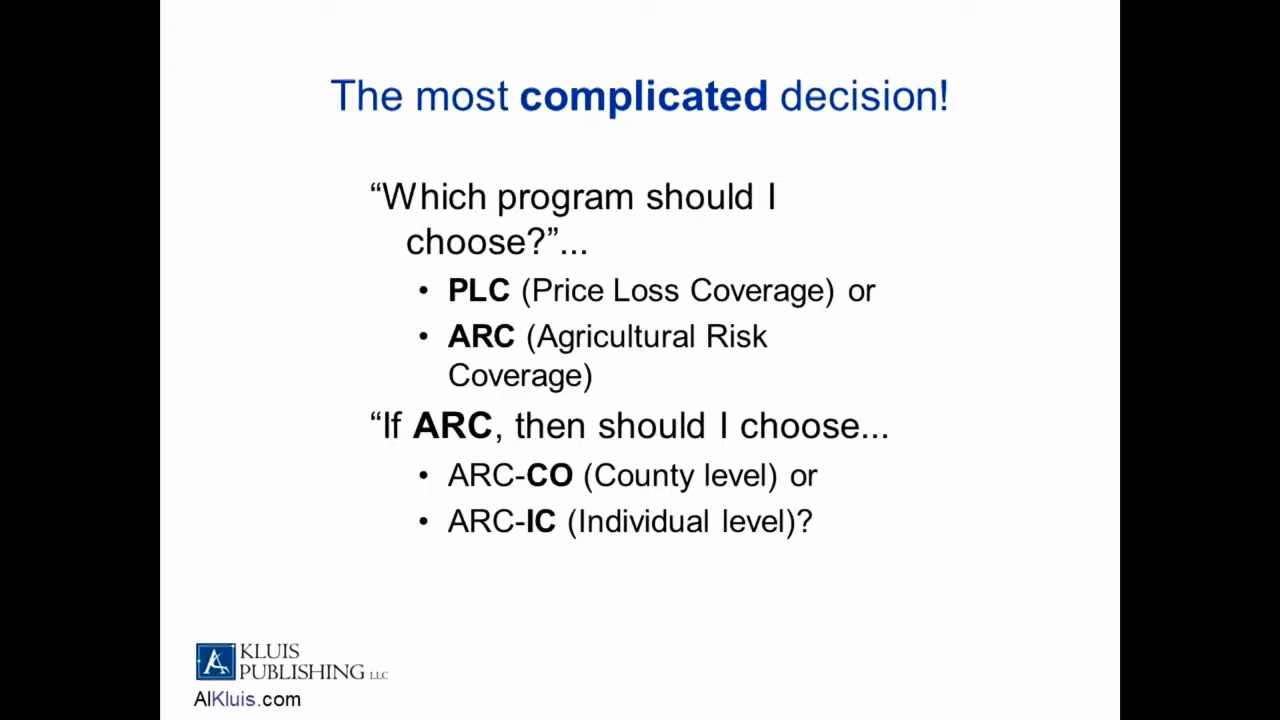 The most complicated decision!
“Which program should I
choose?”...
• PLC (Price Loss Coverage) or
• ARC (Agricultural Risk
Coverage)
“If ARC, then should I choose...
• ARC-CO (County level) or
• ARC-IC (Individual level)?
A
KLUIS
PUBLISHING LLC
AlKluis.com